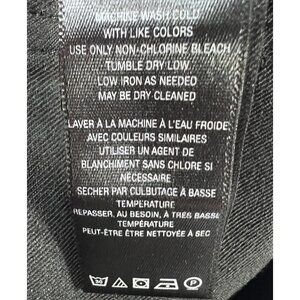 MACHINE WASH COLD
WITH LIKE COLORS
USE ONLY NON-CHLORINE BLEACH
TUMBLE DRY LOW
LOW IRON AS NEEDED
MAY BE DRY CLEANED
LAVER À LA MACHINE À L'EAU FROIDE
AVEC COULEURS SIMILAIRES
UTILISER UN AGENT DE
BLANCHIMENT SANS CHLORE SI
NÉCESSAIRE
SÉCHER PAR CULBUTAGE À BASSE
TEMPÉRATURE
REPASSER, AU BESOIN, À TRÈS BASSE
TEMPÉRATURE
PEUT-ÊTRE ÊTRE NETTOYÉE À SEC
P